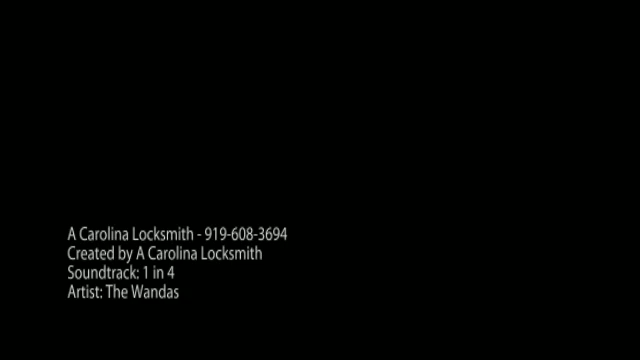 A Carolina Locksmith - 919-608-3694
Created by A Carolina Locksmith
Soundtrack: 1 in 4
Artist: The Wandas